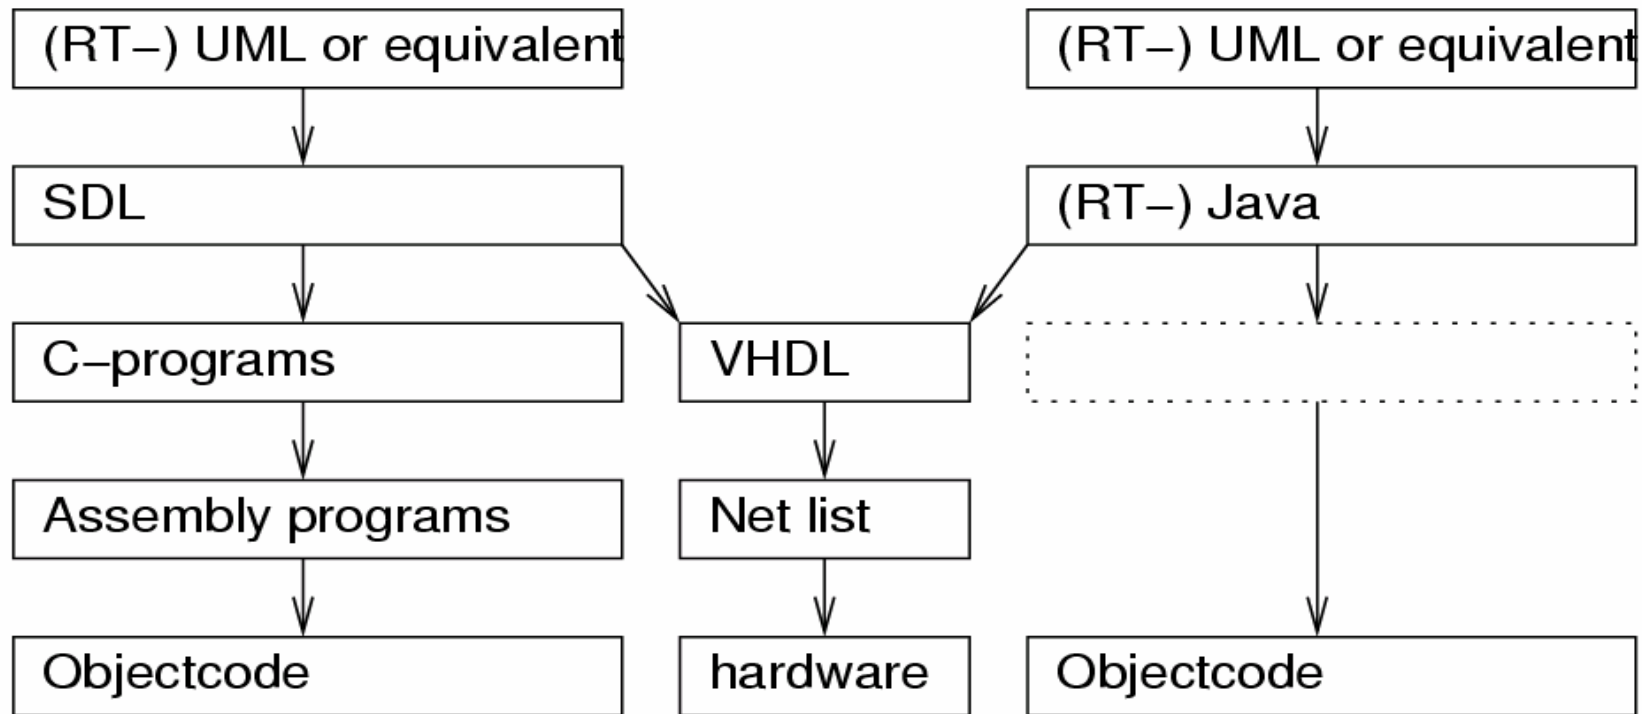 (RT−) UML or equivalent
(RT−) UML or equivalent
SDL
(RT−) Java
C−programs
VHDL
Assembly programs
Net list
Objectcode
hardware
Objectcode